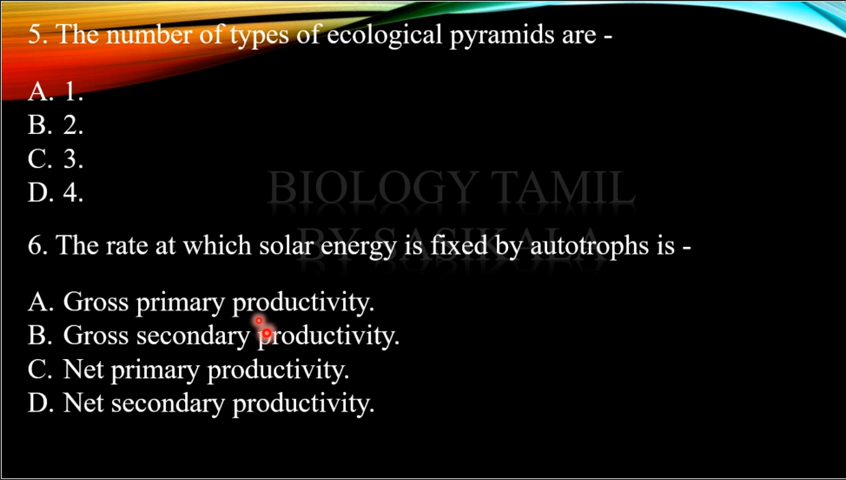 5. The number of types of ecological pyramids are -
A. 1.
B. 2.
C. 3.
D. 4.
BIOLOGY TAMIL
BY SASIKALA
6. The rate at which solar energy is fixed by autotrophs is -
A. Gross primary productivity.
B. Gross secondary productivity.
C. Net primary productivity.
D. Net secondary productivity.